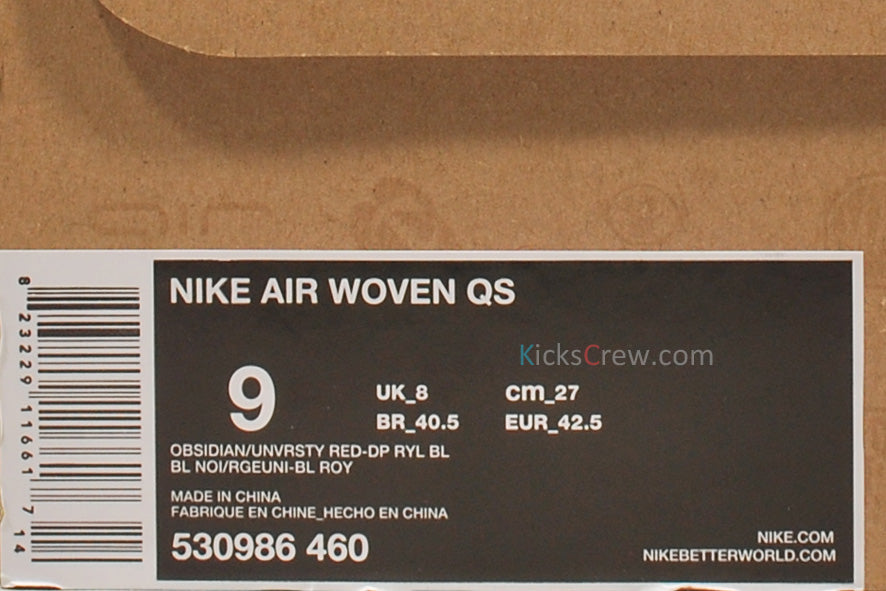 NIKE AIR WOVEN QS
KicksCrew.com
9
UK_8 cm_27
BR_40.5 EUR_42.5
OBSIDIAN/UNVRSTY RED-DP RYL BL
BL NOI/RGEUNI-BL ROY
MADE IN CHINA
FABRIQUE EN CHINE_HECHO EN CHINA
530986 460
NIKE.COM
NIKEBETTERWORLD.COM
8 23229 11661 7 14